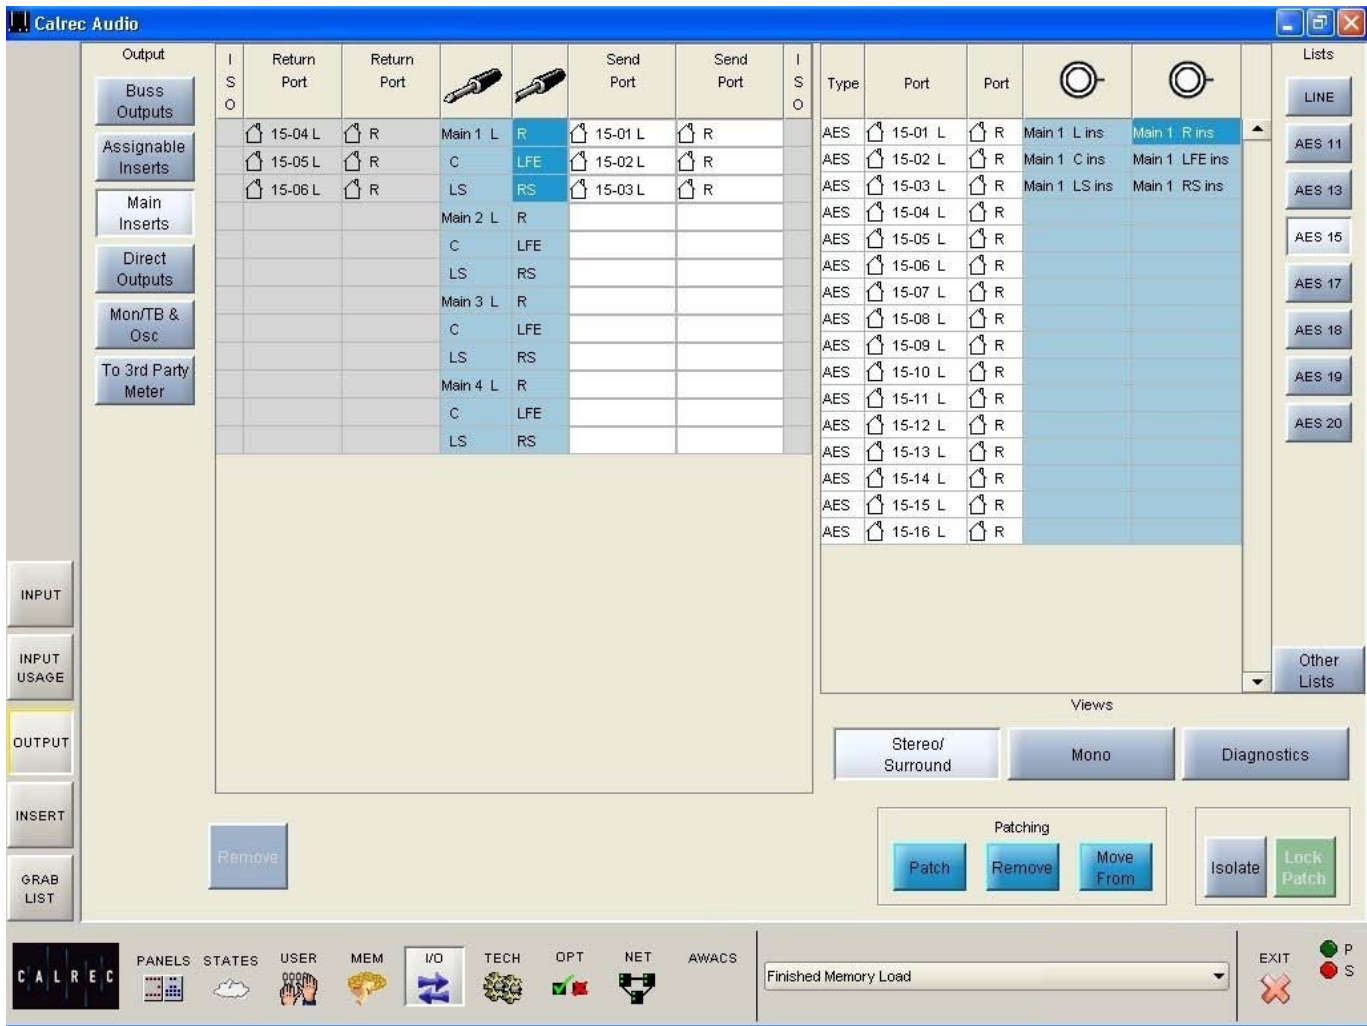 Calrec Audio
Output
Buss Outputs
Assignable Inserts
Main Inserts
Direct Outputs
Mon/TB & Osc
To 3rd Party Meter
I S O Return Port Return Port Send Port Send Port I S O
15-04 L R Main 1 L R 15-01 L R
15-05 L R C LFE 15-02 L R
15-06 L R LS RS 15-03 L R
Main 2 L R
C LFE
LS RS
Main 3 L R
C LFE
LS RS
Main 4 L R
C LFE
LS RS
Type Port Port
AES 15-01 L R Main 1 L ins Main 1 R ins
AES 15-02 L R Main 1 C ins Main 1 LFE ins
AES 15-03 L R Main 1 LS ins Main 1 RS ins
AES 15-04 L R
AES 15-05 L R
AES 15-06 L R
AES 15-07 L R
AES 15-08 L R
AES 15-09 L R
AES 15-10 L R
AES 15-11 L R
AES 15-12 L R
AES 15-13 L R
AES 15-14 L R
AES 15-15 L R
AES 15-16 L R
Lists
LINE
AES 11
AES 13
AES 15
AES 17
AES 18
AES 19
AES 20
Other Lists
INPUT
INPUT USAGE
OUTPUT
INSERT
GRAB LIST
Views
Stereo/ Surround
Mono
Diagnostics
Remove
Patching
Patch
Remove
Move From
Isolate
Lock Patch
CALREC
PANELS STATES USER MEM I/O TECH OPT NET AWACS
Finished Memory Load
EXIT
P
S